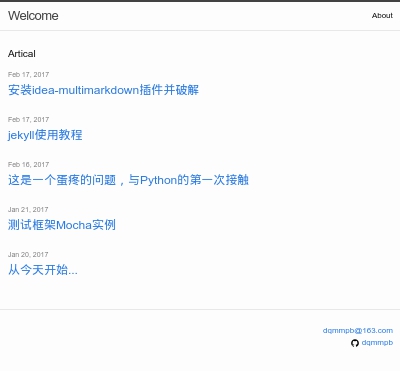 Welcome
About
Artical
Feb 17, 2017
安装idea-multimarkdown插件并破解
Feb 17, 2017
jekyll使用教程
Feb 16, 2017
这是一个蛋疼的问题，与Python的第一次接触
Jan 21, 2017
测试框架Mocha实例
Jan 20, 2017
从今天开始...
dqmmpb@163.com
dqmmpb